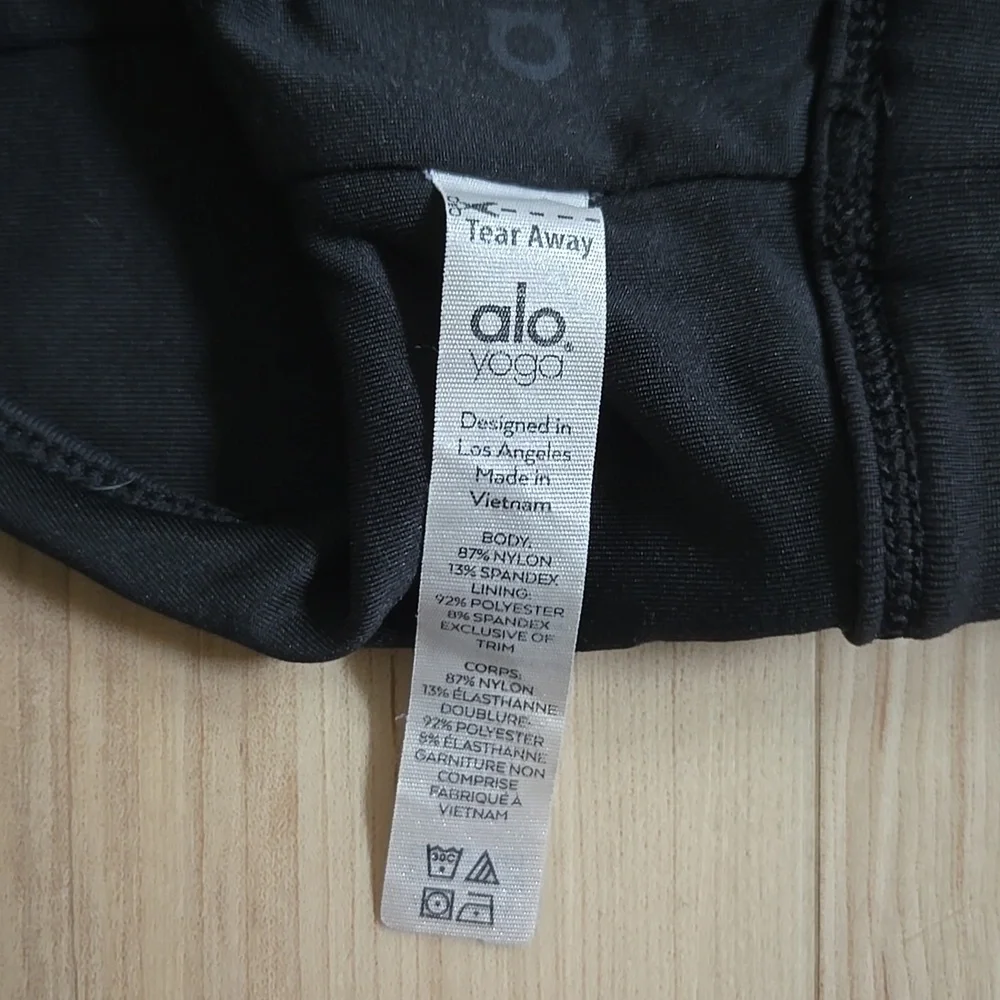 Tear Away
alo
yoga
Designed in
Los Angeles
Made in
Vietnam
BODY:
87% NYLON
13% SPANDEX
LINING:
92% POLYESTER
8% SPANDEX
EXCLUSIVE OF
TRIM
CORPS:
87% NYLON
13% ÉLASTHANNE
DOUBLURE:
92% POLYESTER
8% ÉLASTHANNE
GARNITURE NON
COMPRISE
FABRIQUÉ À
VIETNAM
30C